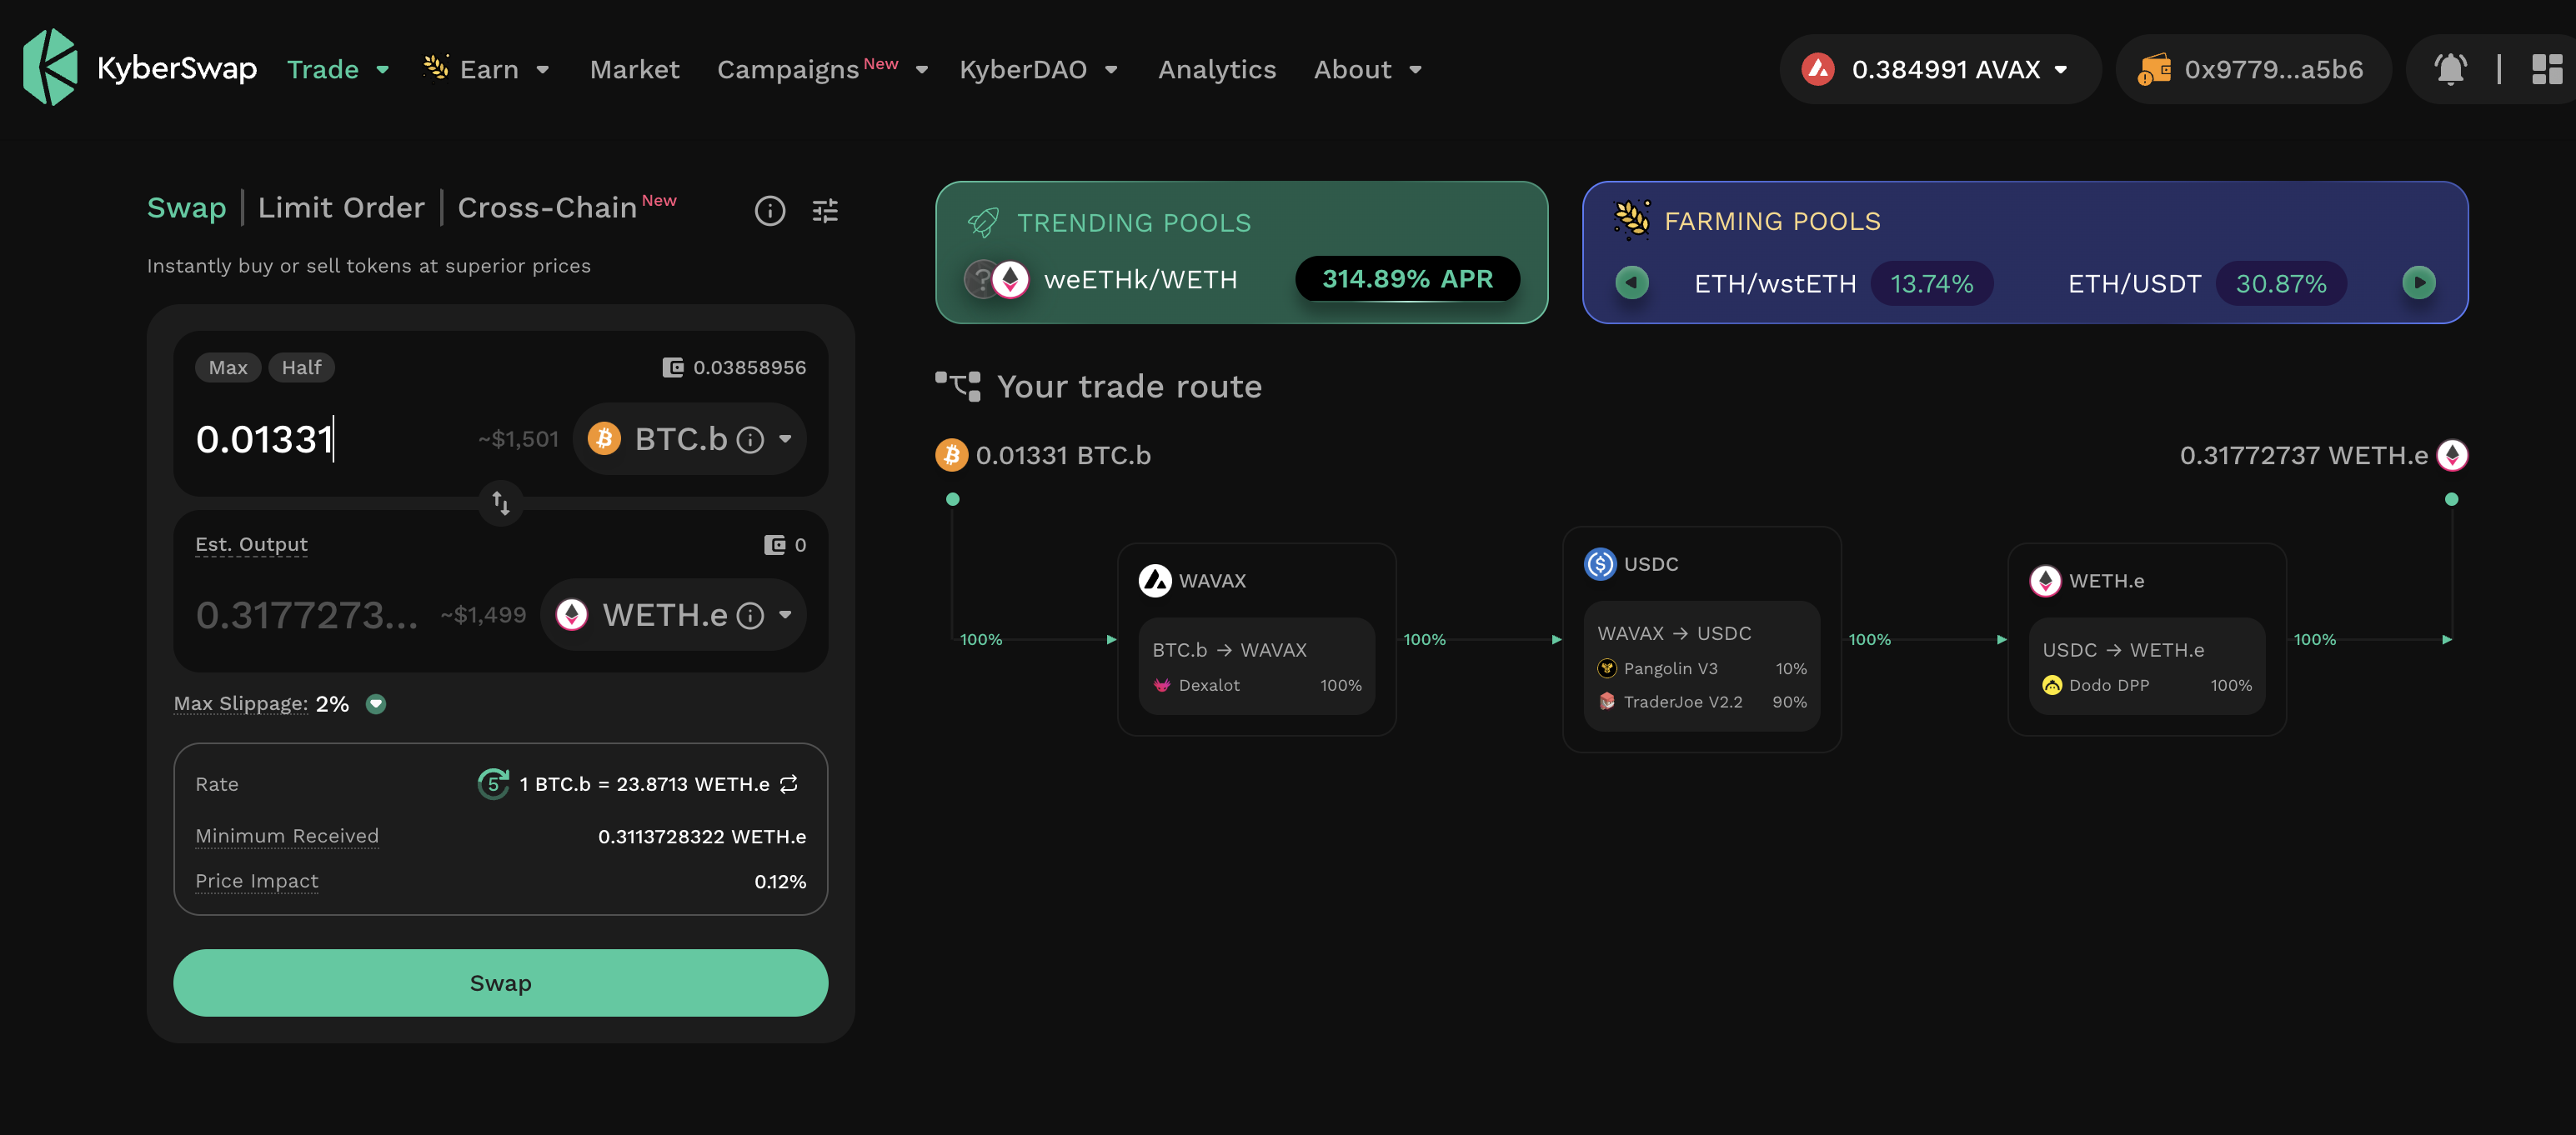 KyberSwap Trade Earn Market Campaigns New KyberDAO Analytics About 0.384991 AVAX 0x9779...a5b6
Swap | Limit Order | Cross-Chain New
Instantly buy or sell tokens at superior prices
Max Half 0.03858956
0.01331 ~$1,501 BTC.b
Est. Output 0
0.3177273... ~$1,499 WETH.e
Max Slippage: 2%
Rate 5 1 BTC.b = 23.8713 WETH.e
Minimum Received 0.3113728322 WETH.e
Price Impact 0.12%
Swap
TRENDING POOLS
? weETHk/WETH 314.89% APR
FARMING POOLS
ETH/wstETH 13.74% ETH/USDT 30.87%
Your trade route
0.01331 BTC.b 0.31772737 WETH.e
100%
WAVAX
BTC.b → WAVAX
Dexalot 100%
100%
USDC
WAVAX → USDC
Pangolin V3 10%
TraderJoe V2.2 90%
100%
WETH.e
USDC → WETH.e
Dodo DPP 100%
100%